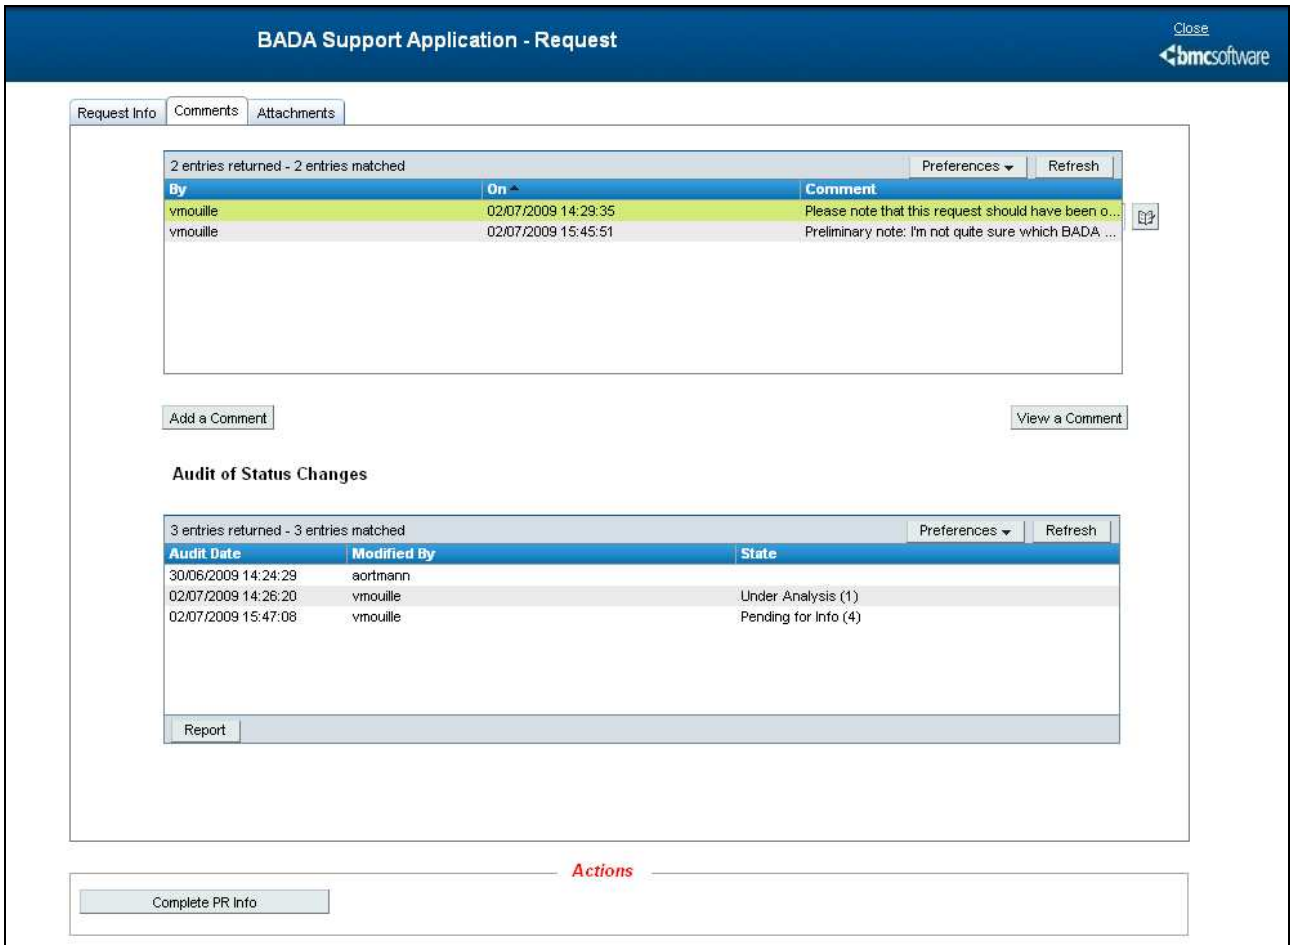 BADA Support Application - Request
Close
bmcsoftware
Request Info Comments Attachments
2 entries returned - 2 entries matched Preferences Refresh
By On Comment
vmouille 02/07/2009 14:29:35 Please note that this request should have been o...
vmouille 02/07/2009 15:45:51 Preliminary note: I'm not quite sure which BADA ...
Add a Comment View a Comment
Audit of Status Changes
3 entries returned - 3 entries matched Preferences Refresh
Audit Date Modified By State
30/06/2009 14:24:29 aortmann
02/07/2009 14:26:20 vmouille Under Analysis (1)
02/07/2009 15:47:08 vmouille Pending for Info (4)
Report
Actions
Complete PR Info